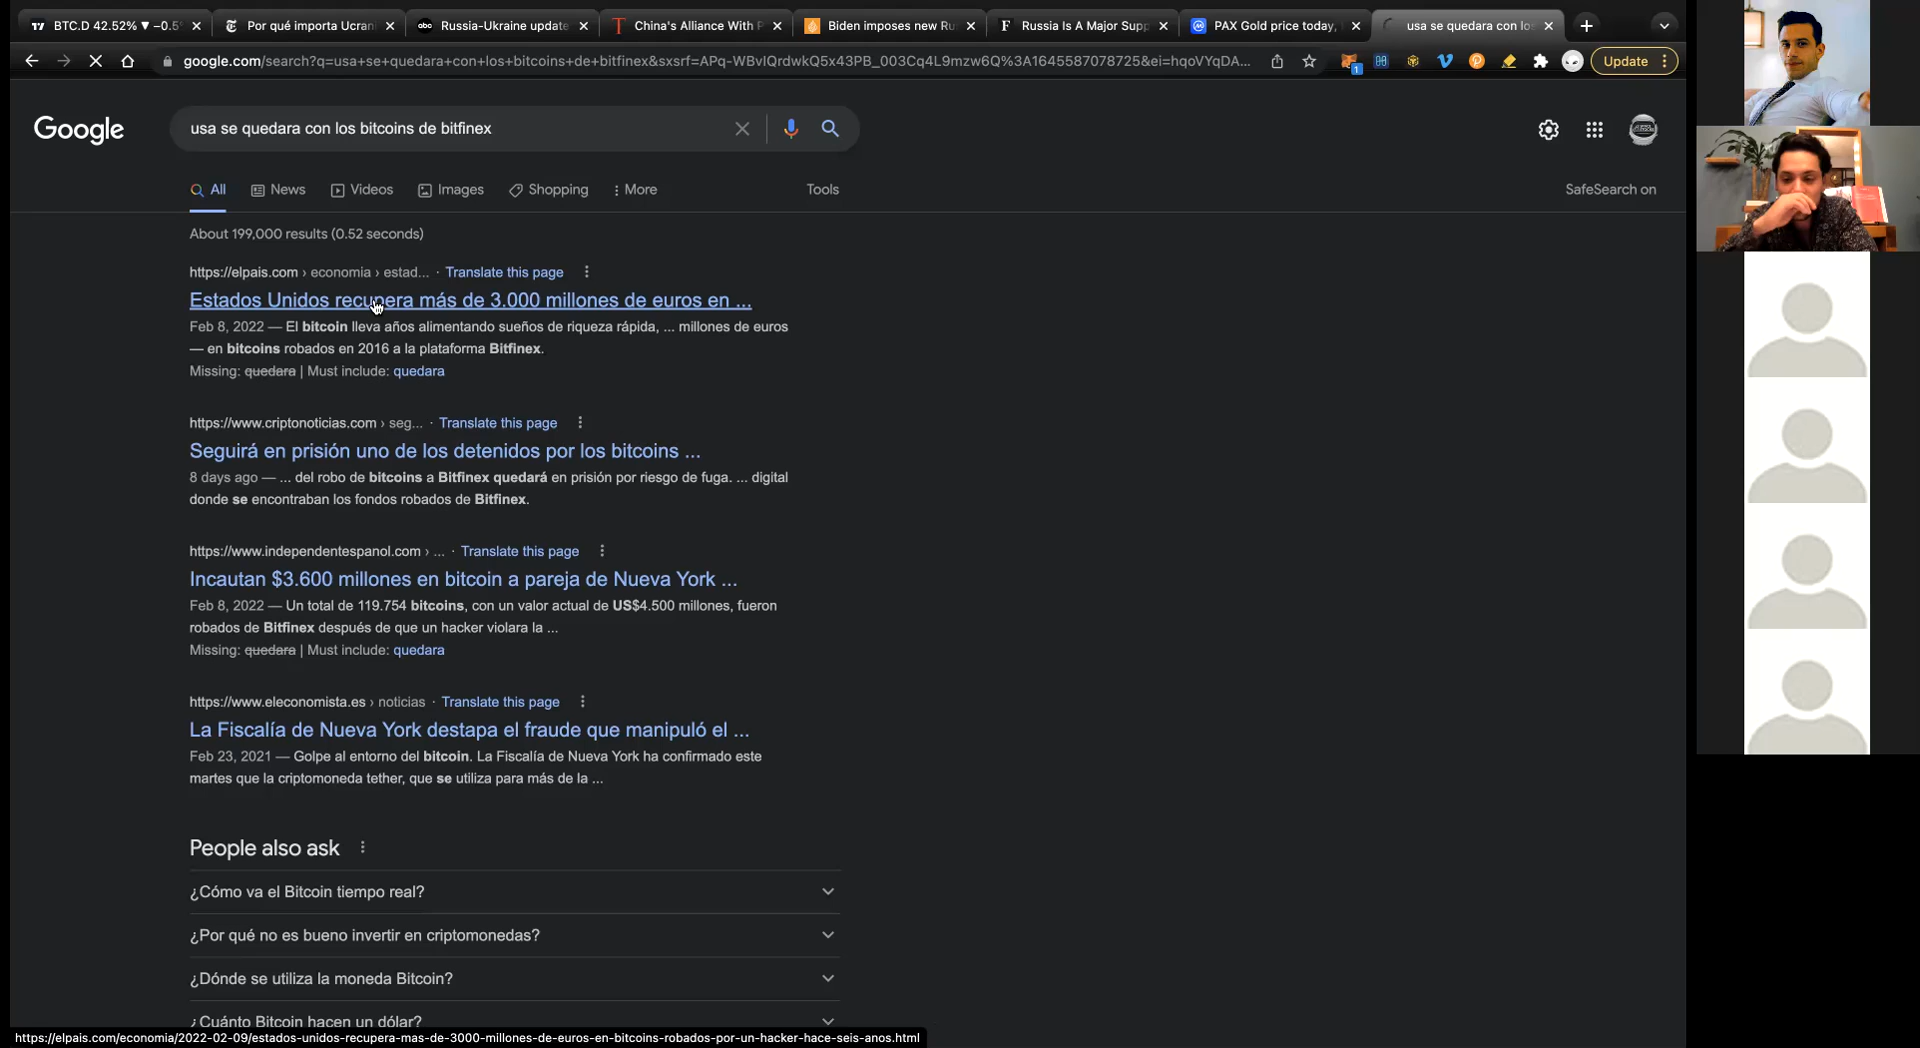 BTC.D 42.52% ▼ −0.5
Por qué importa Ucran
abc Russia-Ukraine update
China's Alliance With P
Biden imposes new Ru
F Russia Is A Major Supp
PAX Gold price today,
usa se quedara con los
google.com/search?q=usa+se+quedara+con+los+bitcoins+de+bitfinex&sxsrf=APq-WBvIQrdwkQ5x43PB_003Cq4L9mzw6Q%3A1645587078725&ei=hqoVYqDA...
1
Update
Google
usa se quedara con los bitcoins de bitfinex
All News Videos Images Shopping More Tools SafeSearch on
About 199,000 results (0.52 seconds)
https://elpais.com › economia › estad... · Translate this page
Estados Unidos recupera más de 3.000 millones de euros en ...
Feb 8, 2022 — El bitcoin lleva años alimentando sueños de riqueza rápida, ... millones de euros
— en bitcoins robados en 2016 a la plataforma Bitfinex.
Missing: quedara | Must include: quedara
https://www.criptonoticias.com › seg... · Translate this page
Seguirá en prisión uno de los detenidos por los bitcoins ...
8 days ago — ... del robo de bitcoins a Bitfinex quedará en prisión por riesgo de fuga. ... digital
donde se encontraban los fondos robados de Bitfinex.
https://www.independentespanol.com › ... · Translate this page
Incautan $3.600 millones en bitcoin a pareja de Nueva York ...
Feb 8, 2022 — Un total de 119.754 bitcoins, con un valor actual de US$4.500 millones, fueron
robados de Bitfinex después de que un hacker violara la ...
Missing: quedara | Must include: quedara
https://www.eleconomista.es › noticias · Translate this page
La Fiscalía de Nueva York destapa el fraude que manipuló el ...
Feb 23, 2021 — Golpe al entorno del bitcoin. La Fiscalía de Nueva York ha confirmado este
martes que la criptomoneda tether, que se utiliza para más de la ...
People also ask
¿Cómo va el Bitcoin tiempo real?
¿Por qué no es bueno invertir en criptomonedas?
¿Dónde se utiliza la moneda Bitcoin?
¿Cuánto Bitcoin hacen un dólar?
https://elpais.com/economia/2022-02-09/estados-unidos-recupera-mas-de-3000-millones-de-euros-en-bitcoins-robados-por-un-hacker-hace-seis-anos.html